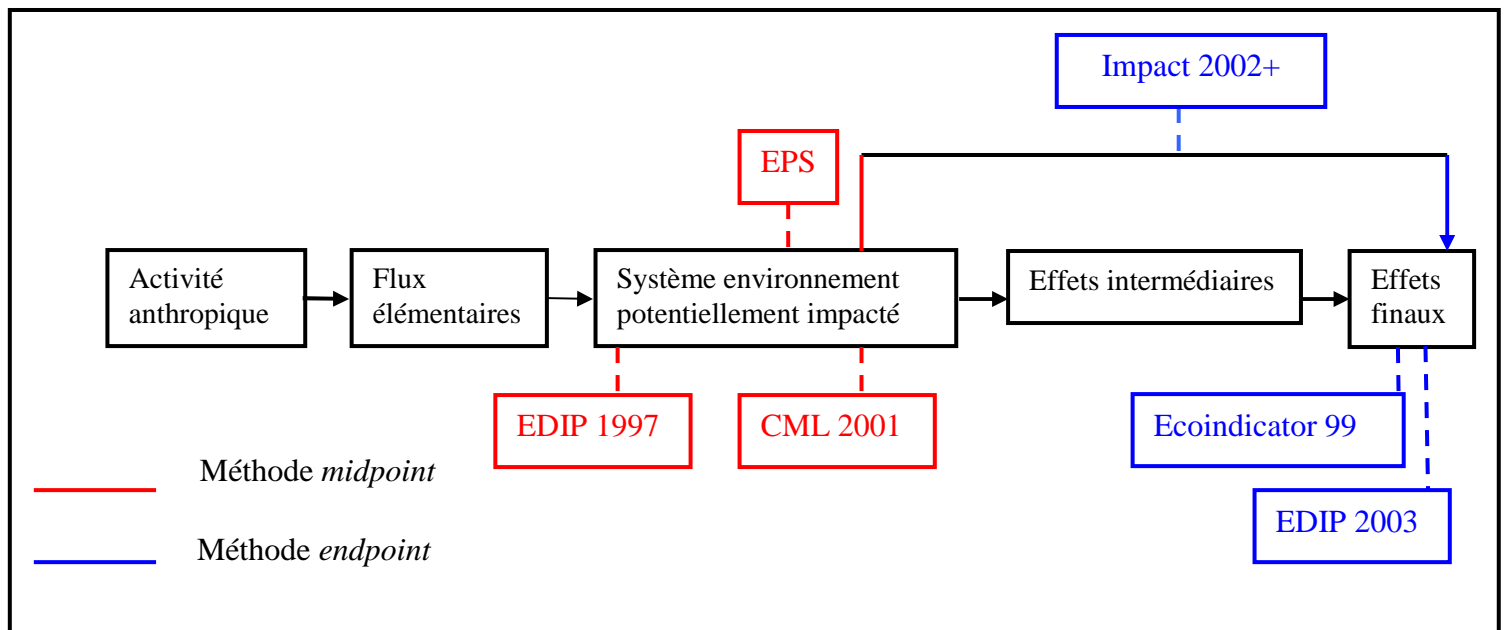 Impact 2002+
EPS
Activité
anthropique
Flux
élémentaires
Système environnement
potentiellement impacté
Effets intermédiaires
Effets
finaux
EDIP 1997
CML 2001
Ecoindicator 99
EDIP 2003
Méthode midpoint
Méthode endpoint